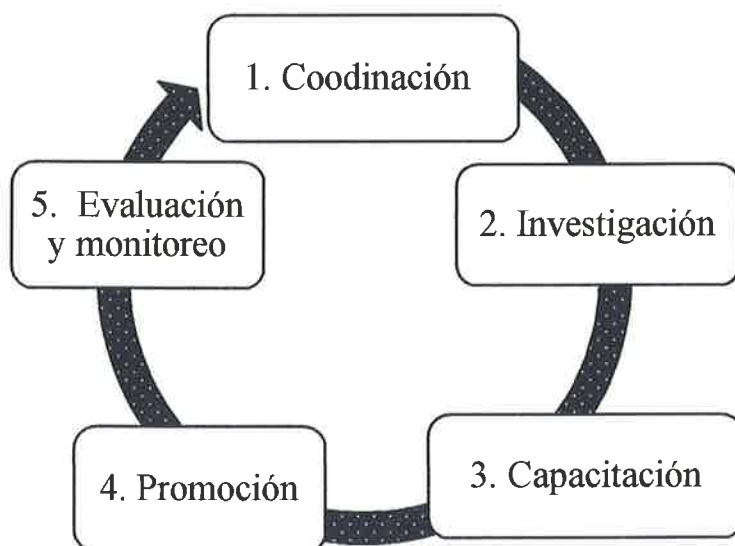 1. Coodinación
2. Investigación
3. Capacitación
4. Promoción
5. Evaluación
y monitoreo